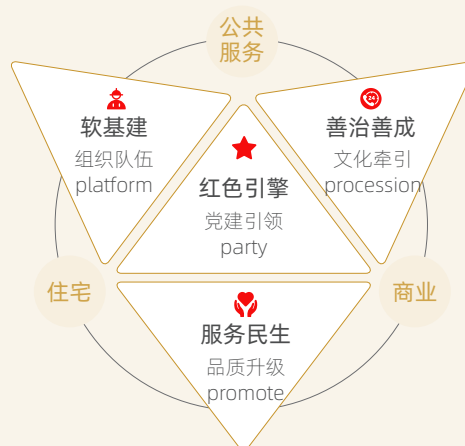 公共
服务
软基建
组织队伍
platform
善治善成
24
文化牵引
procession
红色引擎
党建引领
party
住宅
商业
服务民生
品质升级
promote